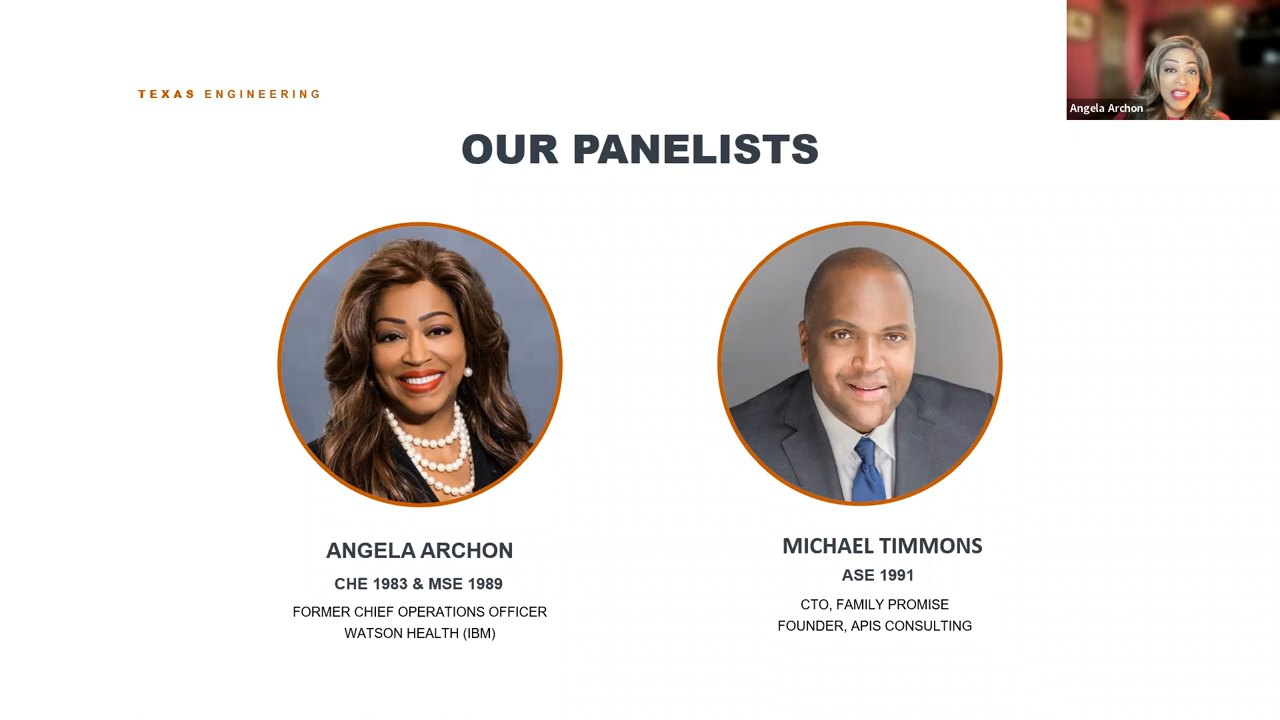 TEXAS ENGINEERING
Angela Archon
OUR PANELISTS
ANGELA ARCHON
CHE 1983 & MSE 1989
FORMER CHIEF OPERATIONS OFFICER
WATSON HEALTH (IBM)
MICHAEL TIMMONS
ASE 1991
CTO, FAMILY PROMISE
FOUNDER, APIS CONSULTING